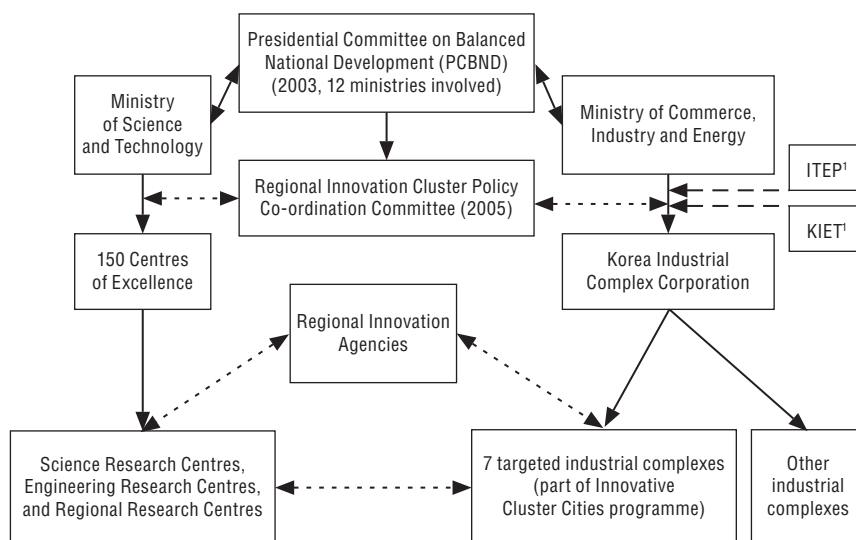 Presidential Committee on Balanced
National Development (PCBND)
(2003, 12 ministries involved)
Ministry
of Science
and Technology
Ministry of Commerce,
Industry and Energy
ITEP¹
Regional Innovation Cluster Policy
Co-ordination Committee (2005)
KIET¹
150 Centres
of Excellence
Korea Industrial
Complex Corporation
Regional Innovation
Agencies
Science Research Centres,
Engineering Research Centres,
and Regional Research Centres
7 targeted industrial complexes
(part of Innovative
Cluster Cities programme)
Other
industrial
complexes